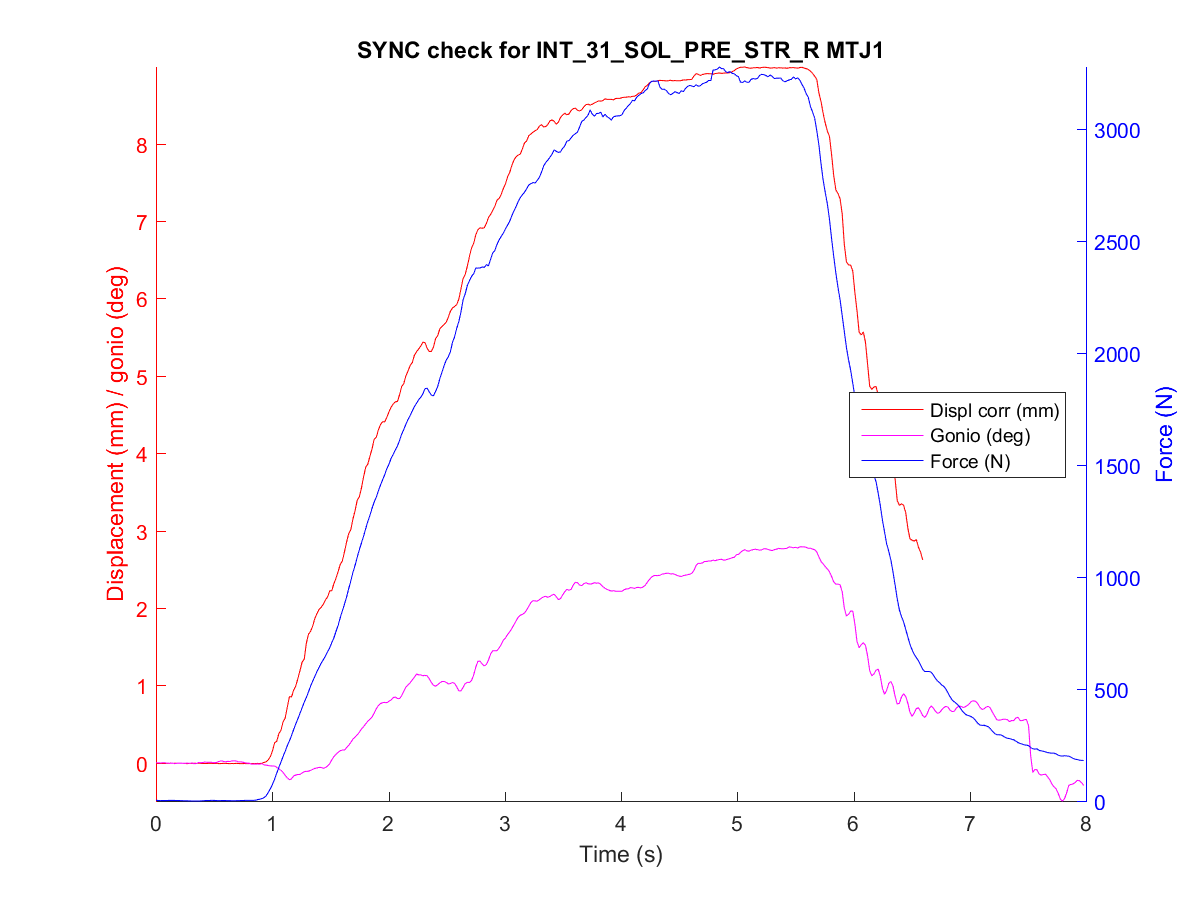 SYNC check for INT_31_SOL_PRE_STR_R MTJ1
Displacement (mm) / gonio (deg)
8
7
6
5
4
3
2
1
0
3000
2500
2000
1500
1000
500
0
Force (N)
Displ corr (mm)
Gonio (deg)
Force (N)
0 1 2 3 4 5 6 7 8
Time (s)